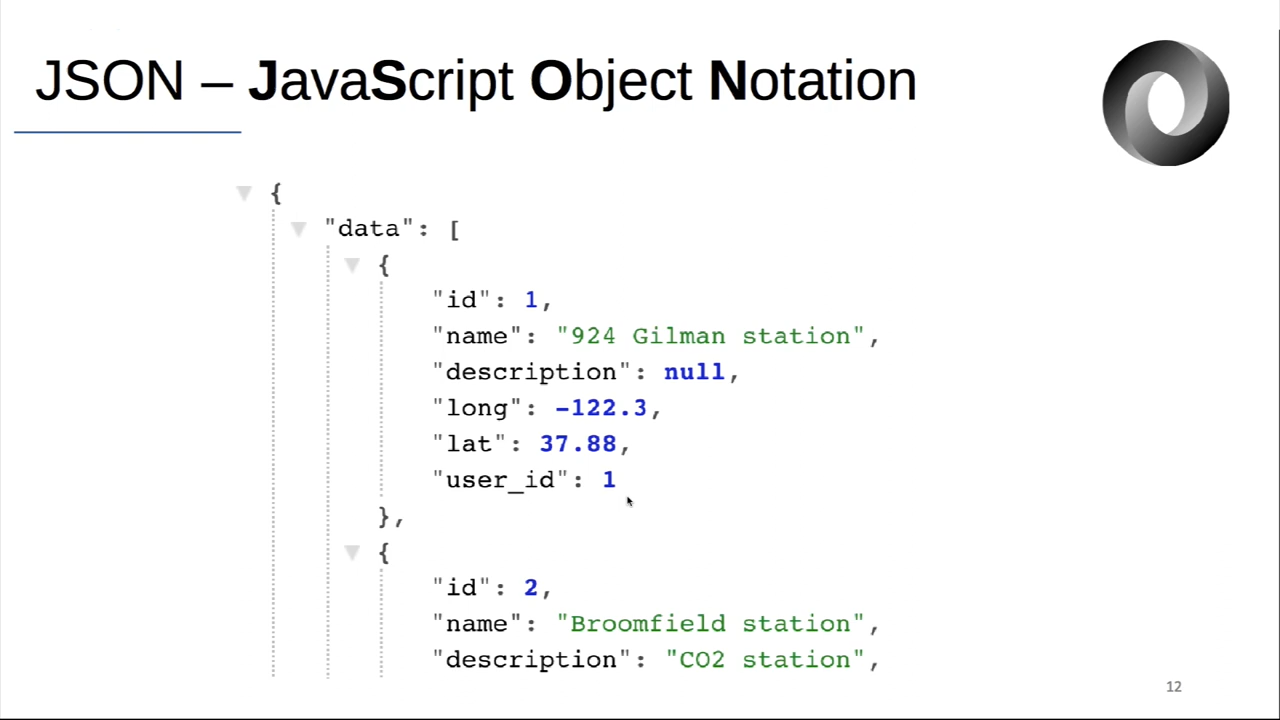 JSON – JavaScript Object Notation
{
"data": [
{
"id": 1,
"name": "924 Gilman station",
"description": null,
"long": -122.3,
"lat": 37.88,
"user_id": 1
},
{
"id": 2,
"name": "Broomfield station",
"description": "CO2 station",
12